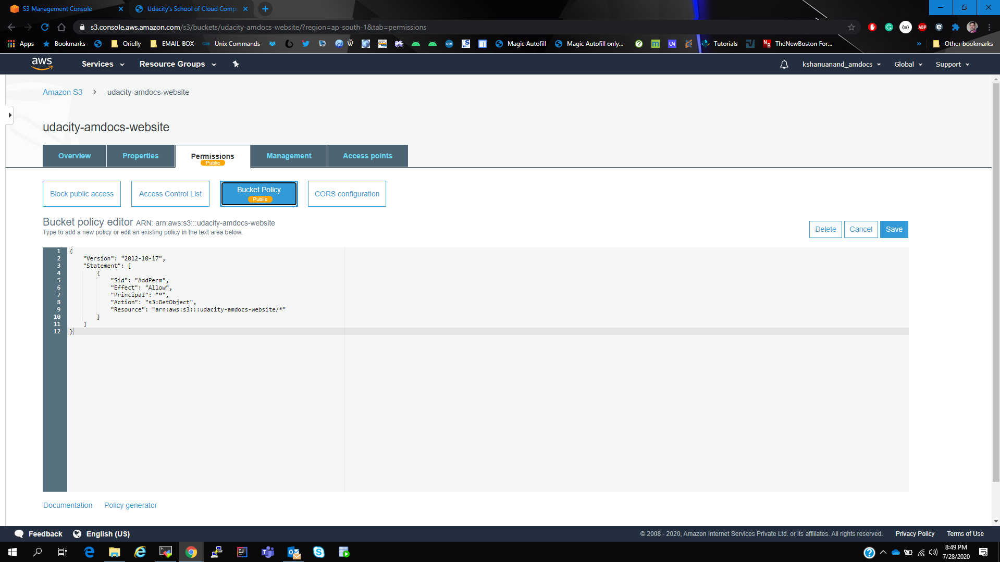 S3 Management Console
Udacity's School of Cloud Compu
s3.console.aws.amazon.com/s3/buckets/udacity-amdocs-website/?region=ap-south-1&tab=permissions
Apps Bookmarks Orielly EMAIL-BOX Unix Commands Magic Autofill Magic Autofill only... Tutorials TheNewBoston For... Other bookmarks
aws Services Resource Groups kshanuanand_amdocs Global Support
Amazon S3 > udacity-amdocs-website
udacity-amdocs-website
Overview Properties Permissions Management Access points
Public
Block public access Access Control List Bucket Policy CORS configuration
Public
Bucket policy editor ARN: arn:aws:s3:::udacity-amdocs-website
Type to add a new policy or edit an existing policy in the text area below.
Delete Cancel Save
1 {
2 "Version": "2012-10-17",
3 "Statement": [
4 {
5 "Sid": "AddPerm",
6 "Effect": "Allow",
7 "Principal": "*",
8 "Action": "s3:GetObject",
9 "Resource": "arn:aws:s3:::udacity-amdocs-website/*"
10 }
11 ]
12 }
Documentation Policy generator
Feedback English (US) © 2008 - 2020, Amazon Internet Services Private Ltd. or its affiliates. All rights reserved. Privacy Policy Terms of Use
8:49 PM
7/28/2020